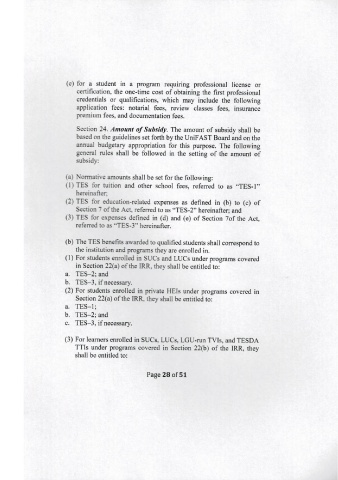 (e) for a student in a program requiring professional license or
certification, the one-time cost of obtaining the first professional
credentials or qualifications, which may include the following
application fees: notarial fees, review classes fees, insurance
premium fees, and documentation fees.
Section 24. Amount of Subsidy. The amount of subsidy shall be
based on the guidelines set forth by the UniFAST Board and on the
annual budgetary appropriation for this purpose. The following
general rules shall be followed in the setting of the amount of
subsidy:
(a) Normative amounts shall be set for the following:
(1) TES for tuition and other school fees, referred to as "TES-1"
hereinafter;
(2) TES for education-related expenses as defined in (b) to (c) of
Section 7 of the Act, referred to as "TES-2" hereinafter; and
(3) TES for expenses defined in (d) and (e) of Section 7of the Act,
referred to as "TES-3" hereinafter.
(b) The TES benefits awarded to qualified students shall correspond to
the institution and programs they are enrolled in.
(1) For students enrolled in SUCs and LUCs under programs covered
in Section 22(a) of the IRR, they shall be entitled to:
a. TES–2; and
b. TES–3, if necessary.
(2) For students enrolled in private HEIs under programs covered in
Section 22(a) of the IRR, they shall be entitled to:
a. TES–1;
b. TES–2; and
c. TES–3, if necessary.
(3) For learners enrolled in SUCs, LUCs, LGU-run TVIs, and TESDA
TTIs under programs covered in Section 22(b) of the IRR, they
shall be entitled to:
Page 28 of 51